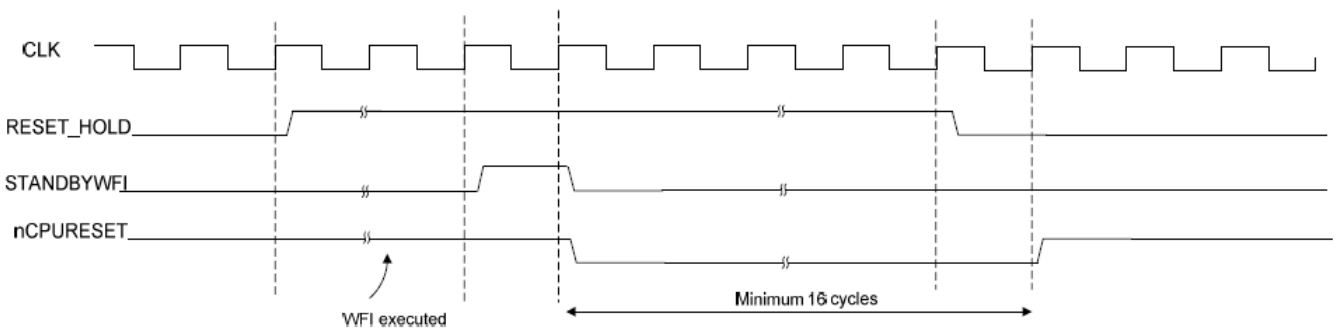 CLK
RESET_HOLD
STANDBYWFI
nCPURESET
Minimum 16 cycles
WFI executed